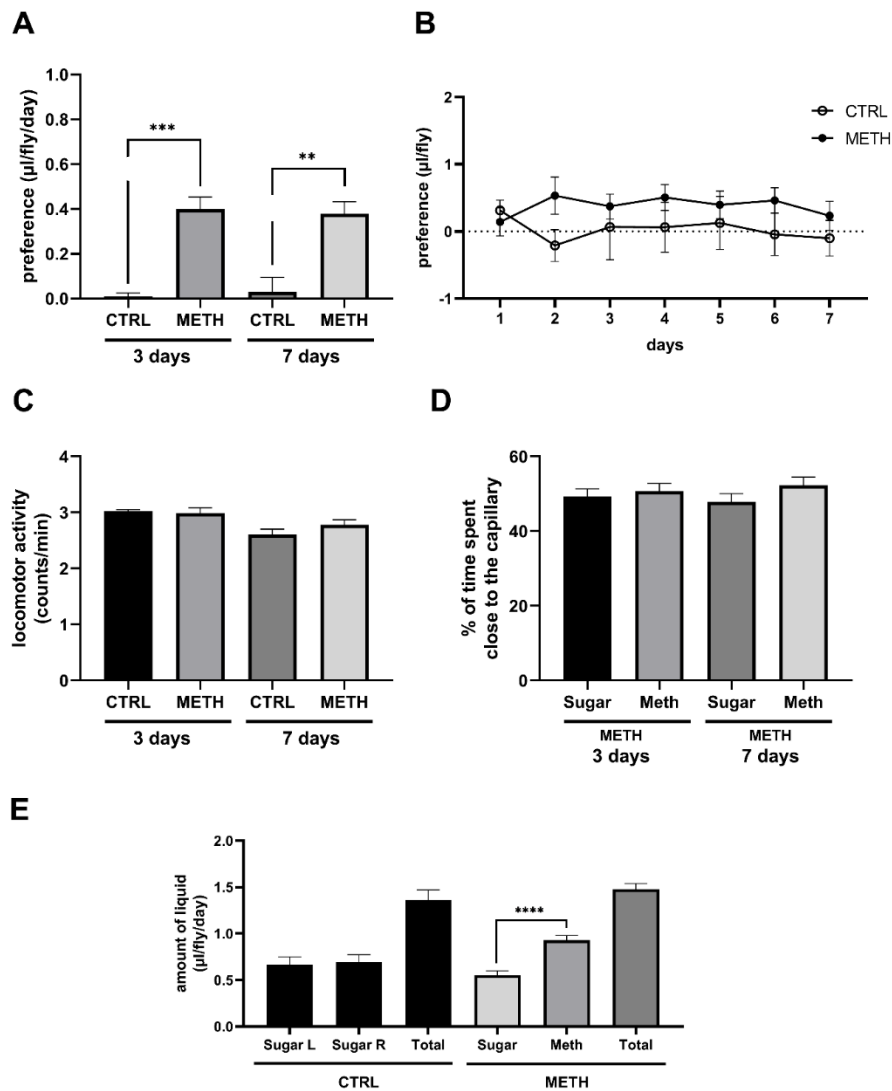 A
preference (µl/fly/day)
1.0
0.8
0.6
0.4
0.2
0.0
***
**
CTRL METH CTRL METH
3 days 7 days
B
preference (µl/fly)
2
1
0
-1
CTRL
METH
1 2 3 4 5 6 7
days
C
locomotor activity
(counts/min)
4
3
2
1
0
CTRL METH CTRL METH
3 days 7 days
D
% of time spent
close to the capillary
60
40
20
0
Sugar Meth Sugar Meth
METH METH
3 days 7 days
E
amount of liquid
(µl/fly/day)
2.0
1.5
1.0
0.5
0.0
****
Sugar L Sugar R Total Sugar Meth Total
CTRL METH